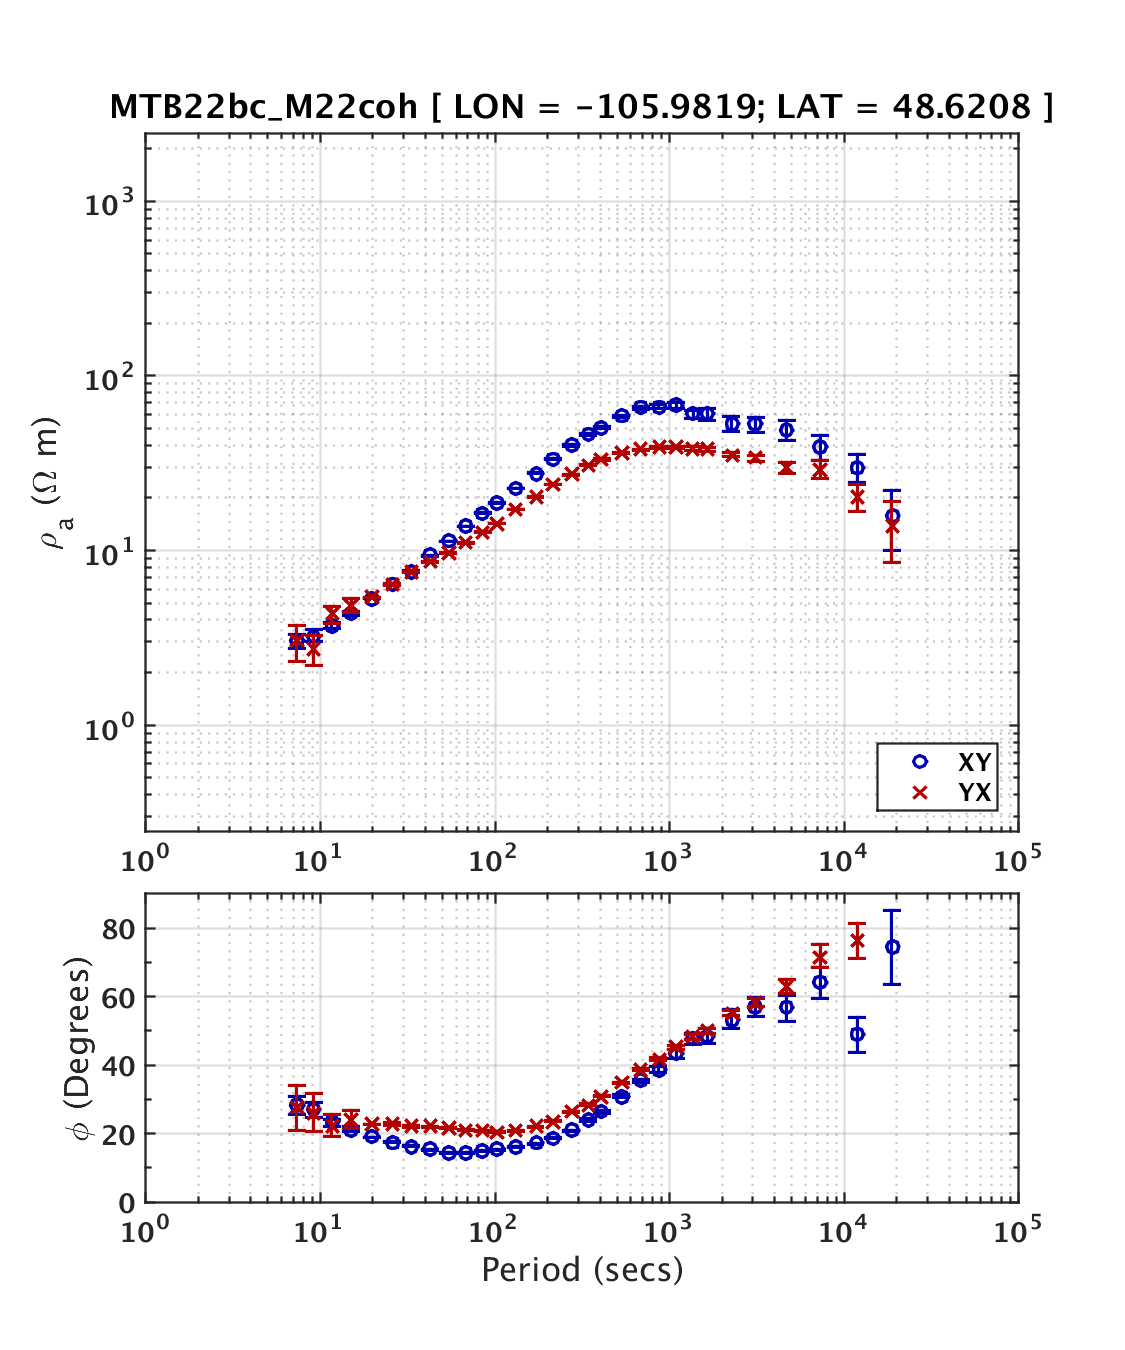 MTB22bc_M22coh [ LON = -105.9819; LAT = 48.6208 ]
ρa (Ω m)
10³
10²
10¹
10⁰
XY
YX
10⁰ 10¹ 10² 10³ 10⁴ 10⁵
ϕ (Degrees)
80
60
40
20
0
10⁰ 10¹ 10² 10³ 10⁴ 10⁵
Period (secs)